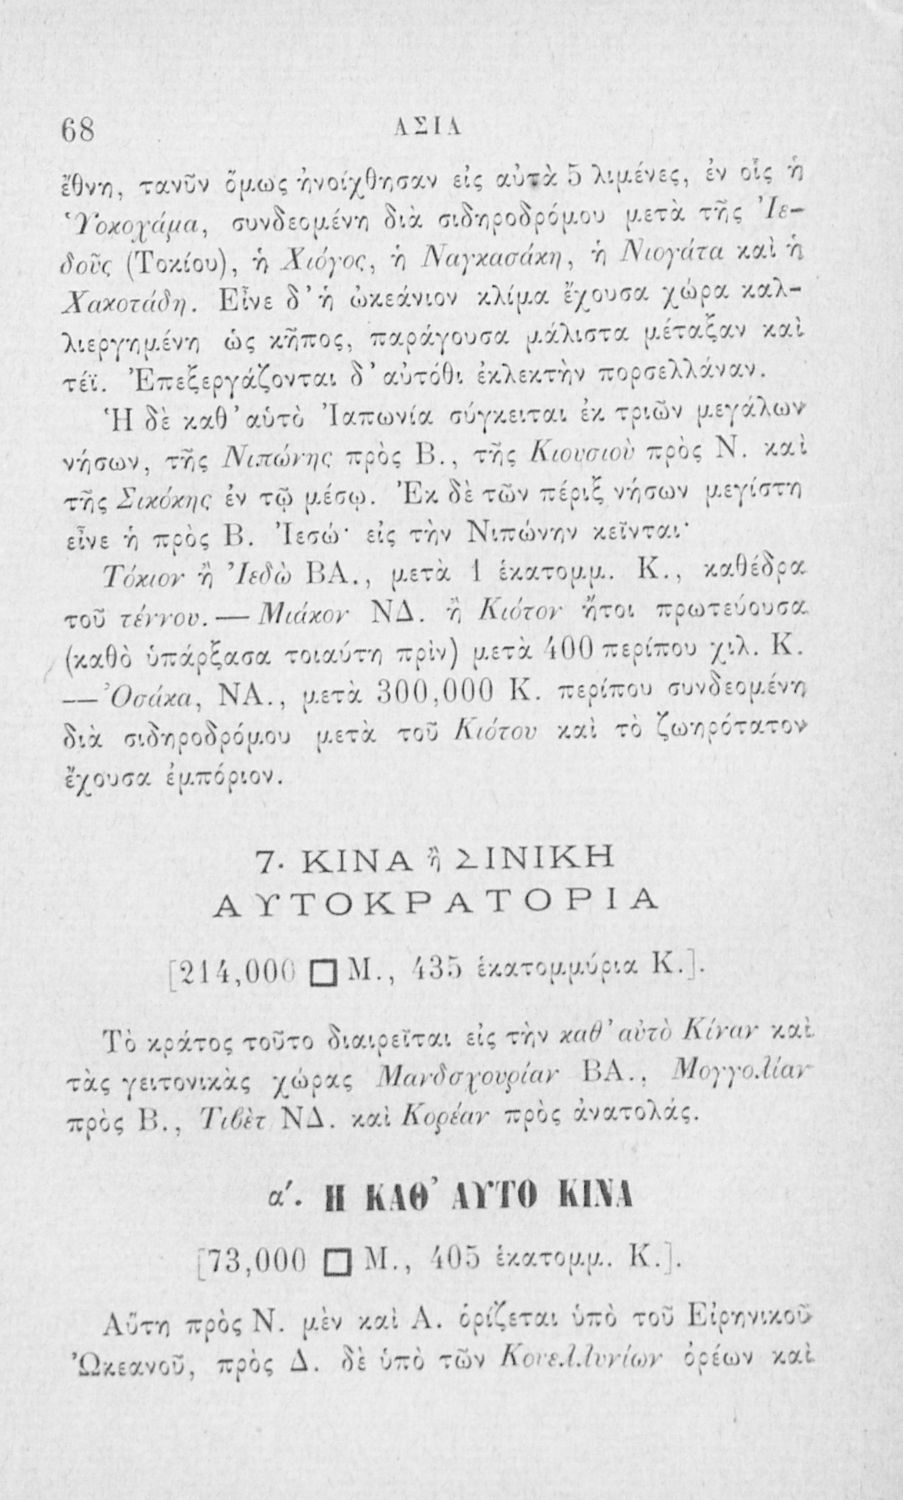 68 ΑΣΙΑ
ἔθνη, τανῦν ὅμως ἠνοίχθησαν εἰς αὐτὰ 5 λιμένες, ἐν οἷς ἡ
Ὑοκοχάμα, συνδεομένη διὰ σιδηροδρόμου μετὰ τῆς Ἰε-
δοῦς (Τοκίου), ἡ Χιόγος, ἡ Ναγκασάκη, ἡ Νιογάτα καὶ ἡ
Χακοτάδη. Εἶνε δ' ἡ ὠκεάνιον κλίμα ἔχουσα χώρα καλ-
λιεργημένη ὡς κῆπος, παράγουσα μάλιστα μέταξαν καὶ
τέϊ. Ἐπεξεργάζονται δ' αὐτόθι ἐκλεκτὴν πορσελλάναν.
Ἡ δὲ καθ' αὑτὸ Ἰαπωνία σύγκειται ἐκ τριῶν μεγάλων
νήσων, τῆς Νιπώνης πρὸς Β., τῆς Κιουσιοὺ πρὸς Ν. καὶ
τῆς Σικόκης ἐν τῷ μέσῳ. Ἐκ δὲ τῶν πέριξ νήσων μεγίστη
εἶνε ἡ πρὸς Β. Ἰεσώ· εἰς τὴν Νιπώνην κεῖνται·
Τόκιον ἢ Ἰεδὼ ΒΑ., μετὰ 1 ἑκατομμ. Κ., καθέδρα
τοῦ τέννου. — Μιάκον ΝΔ. ἢ Κιότον ἤτοι πρωτεύουσα
(καθὸ ὑπάρξασα τοιαύτη πρὶν) μετὰ 400 περίπου χιλ. Κ.
— Ὀσάκα, ΝΑ., μετὰ 300,000 Κ. περίπου συνδεομένη
διὰ σιδηροδρόμου μετὰ τοῦ Κιότου καὶ τὸ ζωηρότατον
ἔχουσα ἐμπόριον.
7. ΚΙΝΑ ἢ ΣΙΝΙΚΗ
ΑΥΤΟΚΡΑΤΟΡΙΑ
[214,000 □ Μ., 435 ἑκατομμύρια Κ.].
Τὸ κράτος τοῦτο διαιρεῖται εἰς τὴν καθ' αὑτὸ Κίναν καὶ
τὰς γειτονικὰς χώρας Μανδσχουρίαν ΒΑ., Μογγολίαν
πρὸς Β., Τιβὲτ ΝΔ. καὶ Κορέαν πρὸς ἀνατολάς.
α'. Η ΚΑΘ' ΑΥΤΟ ΚΙΝΑ
[73,000 □ Μ., 405 ἑκατομμ. Κ.].
Αὕτη πρὸς Ν. μὲν καὶ Α. ὁρίζεται ὑπὸ τοῦ Εἰρηνικοῦ
Ὠκεανοῦ, πρὸς Δ. δὲ ὑπὸ τῶν Κονελλυνίων ὀρέων καὶ